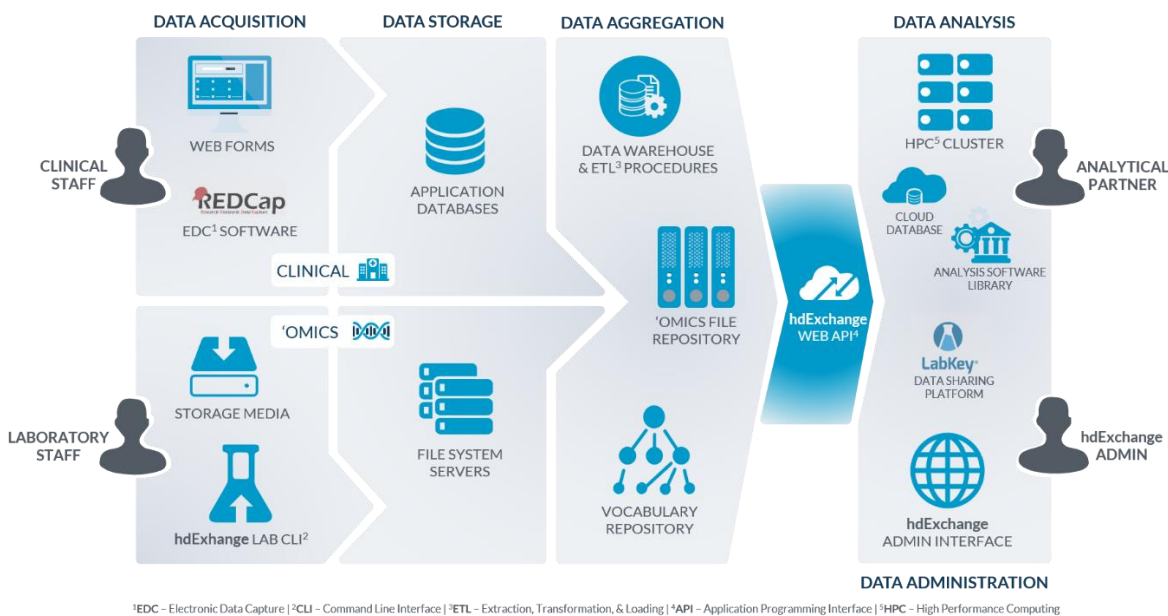 DATA ACQUISITION
DATA STORAGE
DATA AGGREGATION
DATA ANALYSIS
CLINICAL
STAFF
WEB FORMS
REDCap
Research Electronic Data Capture
EDC¹ SOFTWARE
CLINICAL
APPLICATION
DATABASES
DATA WAREHOUSE
& ETL³ PROCEDURES
HPC⁵ CLUSTER
ANALYTICAL
PARTNER
CLOUD
DATABASE
ANALYSIS SOFTWARE
LIBRARY
'OMICS
'OMICS FILE
REPOSITORY
hdExchange
WEB API⁴
LABORATORY
STAFF
STORAGE MEDIA
hdExhange LAB CLI²
FILE SYSTEM
SERVERS
VOCABULARY
REPOSITORY
LabKey
DATA SHARING
PLATFORM
hdExchange
ADMIN
hdExchange
ADMIN INTERFACE
DATA ADMINISTRATION
¹EDC – Electronic Data Capture | ²CLI – Command Line Interface | ³ETL – Extraction, Transformation, & Loading | ⁴API – Application Programming Interface | ⁵HPC – High Performance Computing